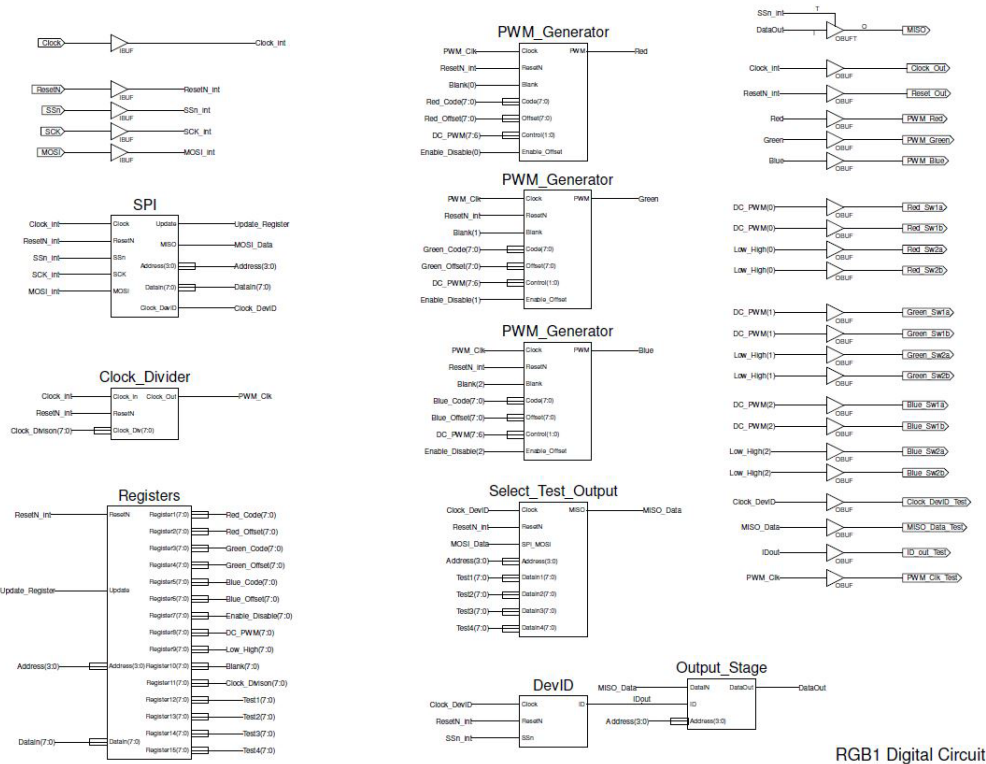 Clock IBUF Clock_int
ResetN IBUF ResetN_int
SSn IBUF SSn_int
SCK IBUF SCK_int
MOSI IBUF MOSI_int
SPI
Clock_int Clock Update Update_Register
ResetN_int ResetN MISO MOSI_Data
SSn_int SSn Address(3:0) Address(3:0)
SCK_int SCK DataIn(7:0) DataIn(7:0)
MOSI_int MOSI Clock_DevID Clock_DevID
Clock_Divider
Clock_int Clock_In Clock_Out PWM_Clk
ResetN_int ResetN
Clock_Divison(7:0) Clock_Div(7:0)
Registers
ResetN_int ResetN Register1(7:0) Red_Code(7:0)
Register2(7:0) Red_Offset(7:0)
Register3(7:0) Green_Code(7:0)
Register4(7:0) Green_Offset(7:0)
Register5(7:0) Blue_Code(7:0)
Register6(7:0) Blue_Offset(7:0)
Update_Register Update Register7(7:0) Enable_Disable(7:0)
Register8(7:0) DC_PWM(7:0)
Register9(7:0) Low_High(7:0)
Address(3:0) Address(3:0) Register10(7:0) Blank(7:0)
Register11(7:0) Clock_Divison(7:0)
Register12(7:0) Test1(7:0)
Register13(7:0) Test2(7:0)
Register14(7:0) Test3(7:0)
DataIn(7:0) DataIn(7:0) Register15(7:0) Test4(7:0)
PWM_Generator
PWM_Clk Clock PWM Red
ResetN_int ResetN
Blank(0) Blank
Red_Code(7:0) Code(7:0)
Red_Offset(7:0) Offset(7:0)
DC_PWM(7:6) Control(1:0)
Enable_Disable(0) Enable_Offset
PWM_Generator
PWM_Clk Clock PWM Green
ResetN_int ResetN
Blank(1) Blank
Green_Code(7:0) Code(7:0)
Green_Offset(7:0) Offset(7:0)
DC_PWM(7:6) Control(1:0)
Enable_Disable(1) Enable_Offset
PWM_Generator
PWM_Clk Clock PWM Blue
ResetN_int ResetN
Blank(2) Blank
Blue_Code(7:0) Code(7:0)
Blue_Offset(7:0) Offset(7:0)
DC_PWM(7:6) Control(1:0)
Enable_Disable(2) Enable_Offset
Select_Test_Output
Clock_DevID Clock MISO MISO_Data
ResetN_int ResetN
MOSI_Data SPI_MOSI
Address(3:0) Address(3:0)
Test1(7:0) DataIn1(7:0)
Test2(7:0) DataIn2(7:0)
Test3(7:0) DataIn3(7:0)
Test4(7:0) DataIn4(7:0)
DevID
Clock_DevID Clock ID IDout
ResetN_int ResetN
SSn_int SSn
Output_Stage
MISO_Data DataIN DataOut DataOut
ID
Address(3:0) Address(3:0)
SSn_int T
DataOut I O OBUFT MISO
Clock_int OBUF Clock_Out
ResetN_int OBUF Reset_Out
Red OBUF PWM_Red
Green OBUF PWM_Green
Blue OBUF PWM_Blue
DC_PWM(0) OBUF Red_Sw1a
DC_PWM(0) OBUF Red_Sw1b
Low_High(0) OBUF Red_Sw2a
Low_High(0) OBUF Red_Sw2b
DC_PWM(1) OBUF Green_Sw1a
DC_PWM(1) OBUF Green_Sw1b
Low_High(1) OBUF Green_Sw2a
Low_High(1) OBUF Green_Sw2b
DC_PWM(2) OBUF Blue_Sw1a
DC_PWM(2) OBUF Blue_Sw1b
Low_High(2) OBUF Blue_Sw2a
Low_High(2) OBUF Blue_Sw2b
Clock_DevID OBUF Clock_DevID_Test
MISO_Data OBUF MISO_Data_Test
IDout OBUF ID_out_Test
PWM_Clk OBUF PWM_Clk_Test
RGB1 Digital Circuit